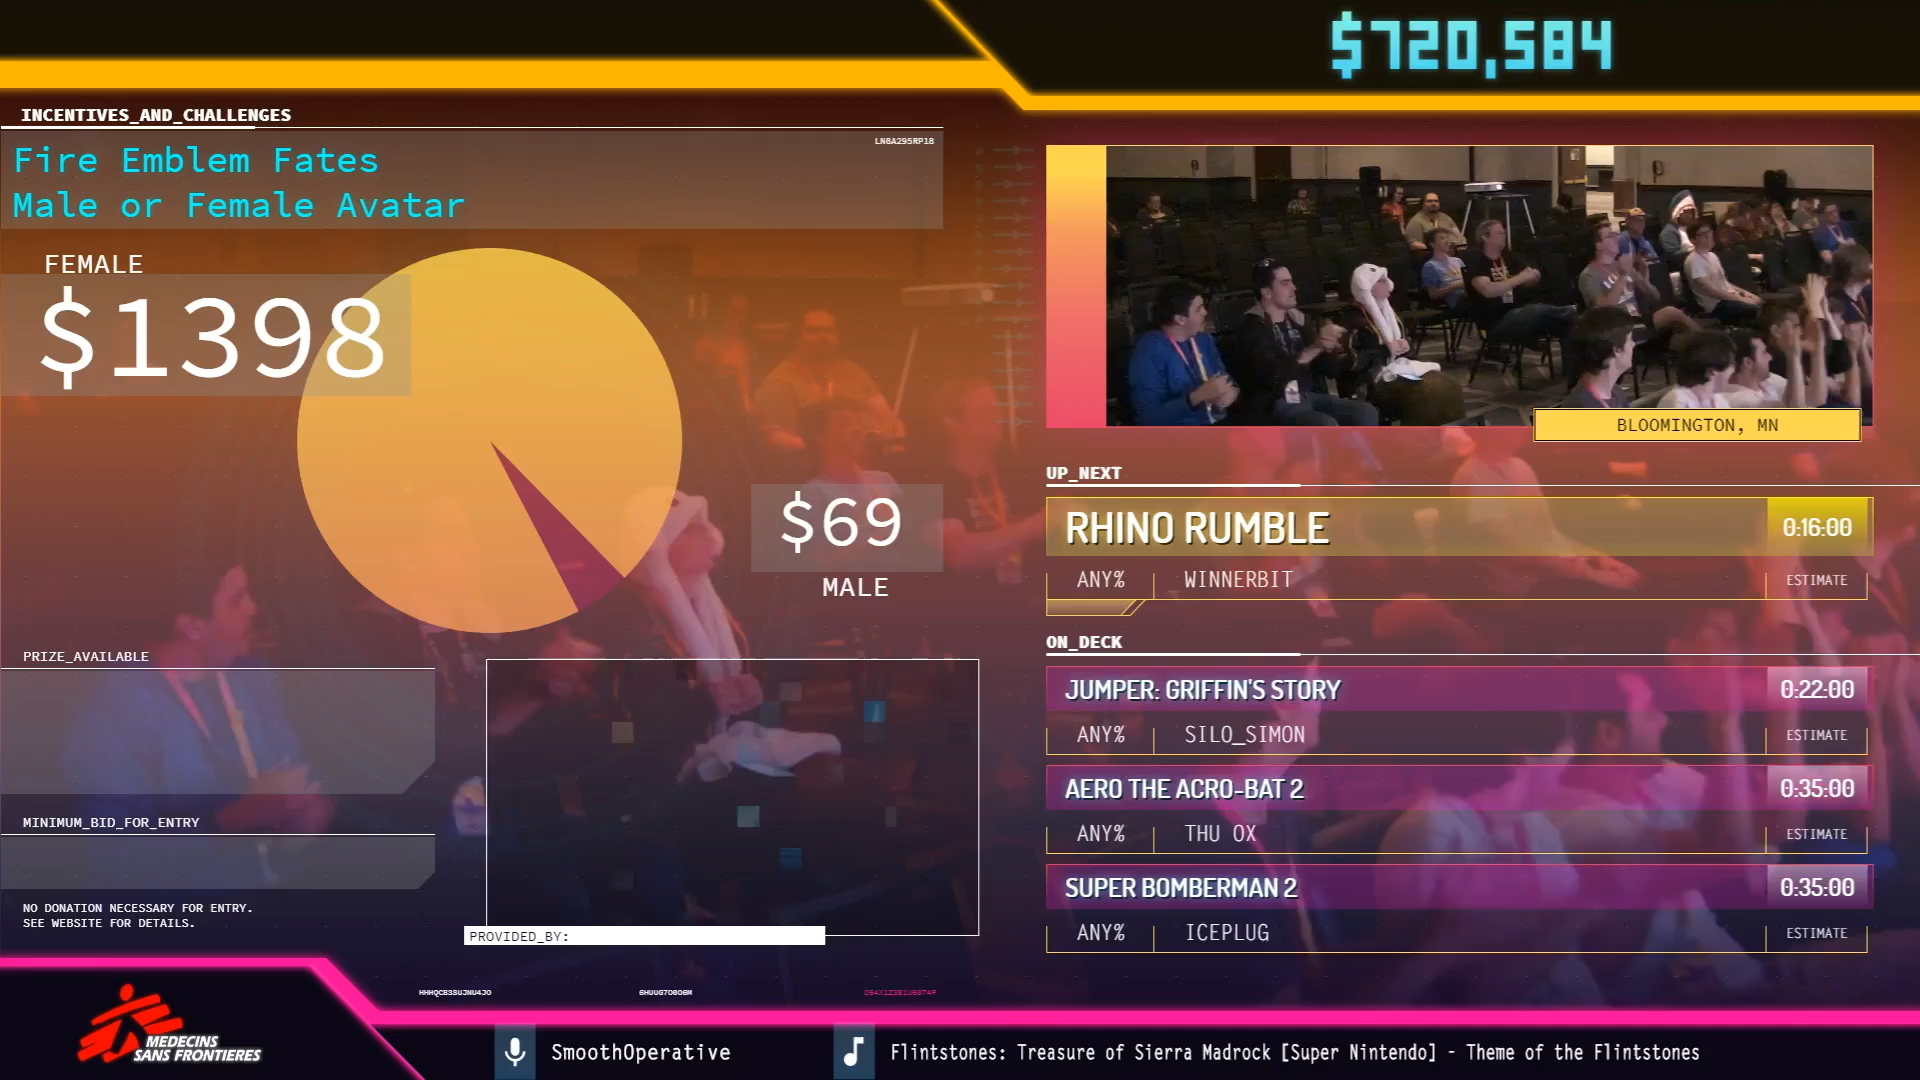 $720,584
INCENTIVES_AND_CHALLENGES
LN8A295RP18
Fire Emblem Fates
Male or Female Avatar
FEMALE
$1398
$69
MALE
PRIZE_AVAILABLE
MINIMUM_BID_FOR_ENTRY
NO DONATION NECESSARY FOR ENTRY.
SEE WEBSITE FOR DETAILS.
PROVIDED_BY:
BLOOMINGTON, MN
UP_NEXT
RHINO RUMBLE 0:16:00
ANY% WINNERBIT ESTIMATE
ON_DECK
JUMPER: GRIFFIN'S STORY 0:22:00
ANY% SILO_SIMON ESTIMATE
AERO THE ACRO-BAT 2 0:35:00
ANY% THU OX ESTIMATE
SUPER BOMBERMAN 2 0:35:00
ANY% ICEPLUG ESTIMATE
MEDECINS
SANS FRONTIERES
SmoothOperative
Flintstones: Treasure of Sierra Madrock [Super Nintendo] - Theme of the Flintstones